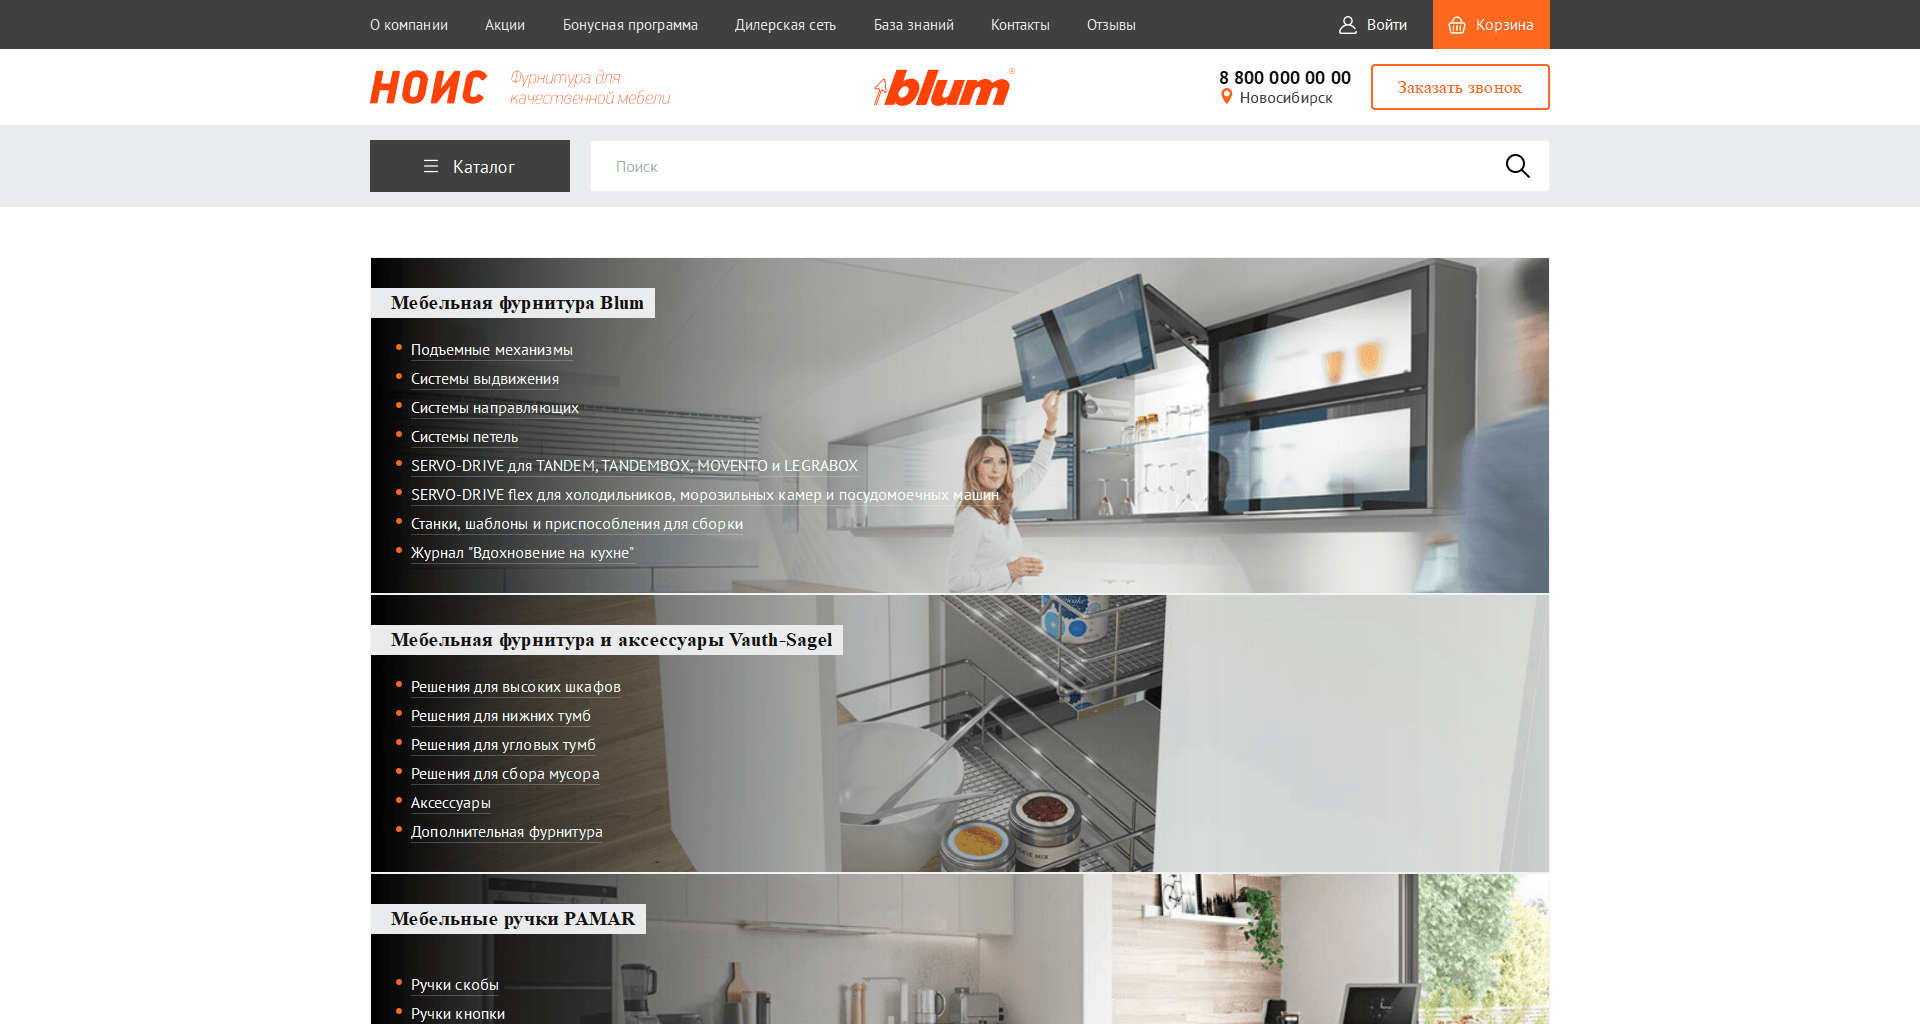 О компании
Акции
Бонусная программа
Дилерская сеть
База знаний
Контакты
Отзывы
Войти
Корзина
НОИС
Фурнитура для
качественной мебели
blum®
8 800 000 00 00
Новосибирск
Заказать звонок
Каталог
Поиск
Мебельная фурнитура Blum
Подъемные механизмы
Системы выдвижения
Системы направляющих
Системы петель
SERVO-DRIVE для TANDEM, TANDEMBOX, MOVENTO и LEGRABOX
SERVO-DRIVE flex для холодильников, морозильных камер и посудомоечных машин
Станки, шаблоны и приспособления для сборки
Журнал "Вдохновение на кухне"
Мебельная фурнитура и аксессуары Vauth-Sagel
Решения для высоких шкафов
Решения для нижних тумб
Решения для угловых тумб
Решения для сбора мусора
Аксессуары
Дополнительная фурнитура
Мебельные ручки PAMAR
Ручки скобы
Ручки кнопки